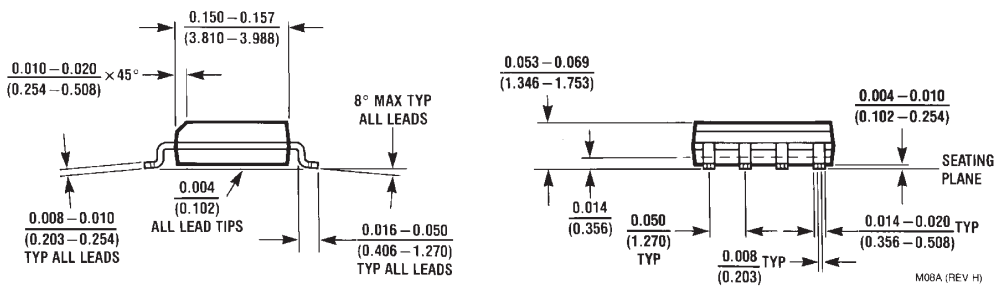 0.150−0.157
(3.810−3.988)
0.010−0.020
(0.254−0.508)
×45°
8° MAX TYP
ALL LEADS
0.004
(0.102)
ALL LEAD TIPS
0.008−0.010
(0.203−0.254)
TYP ALL LEADS
0.016−0.050
(0.406−1.270)
TYP ALL LEADS
0.053−0.069
(1.346−1.753)
0.004−0.010
(0.102−0.254)
SEATING
PLANE
0.014
(0.356)
0.050
(1.270)
TYP
0.014−0.020
(0.356−0.508)
TYP
0.008
(0.203)
TYP
M08A (REV H)